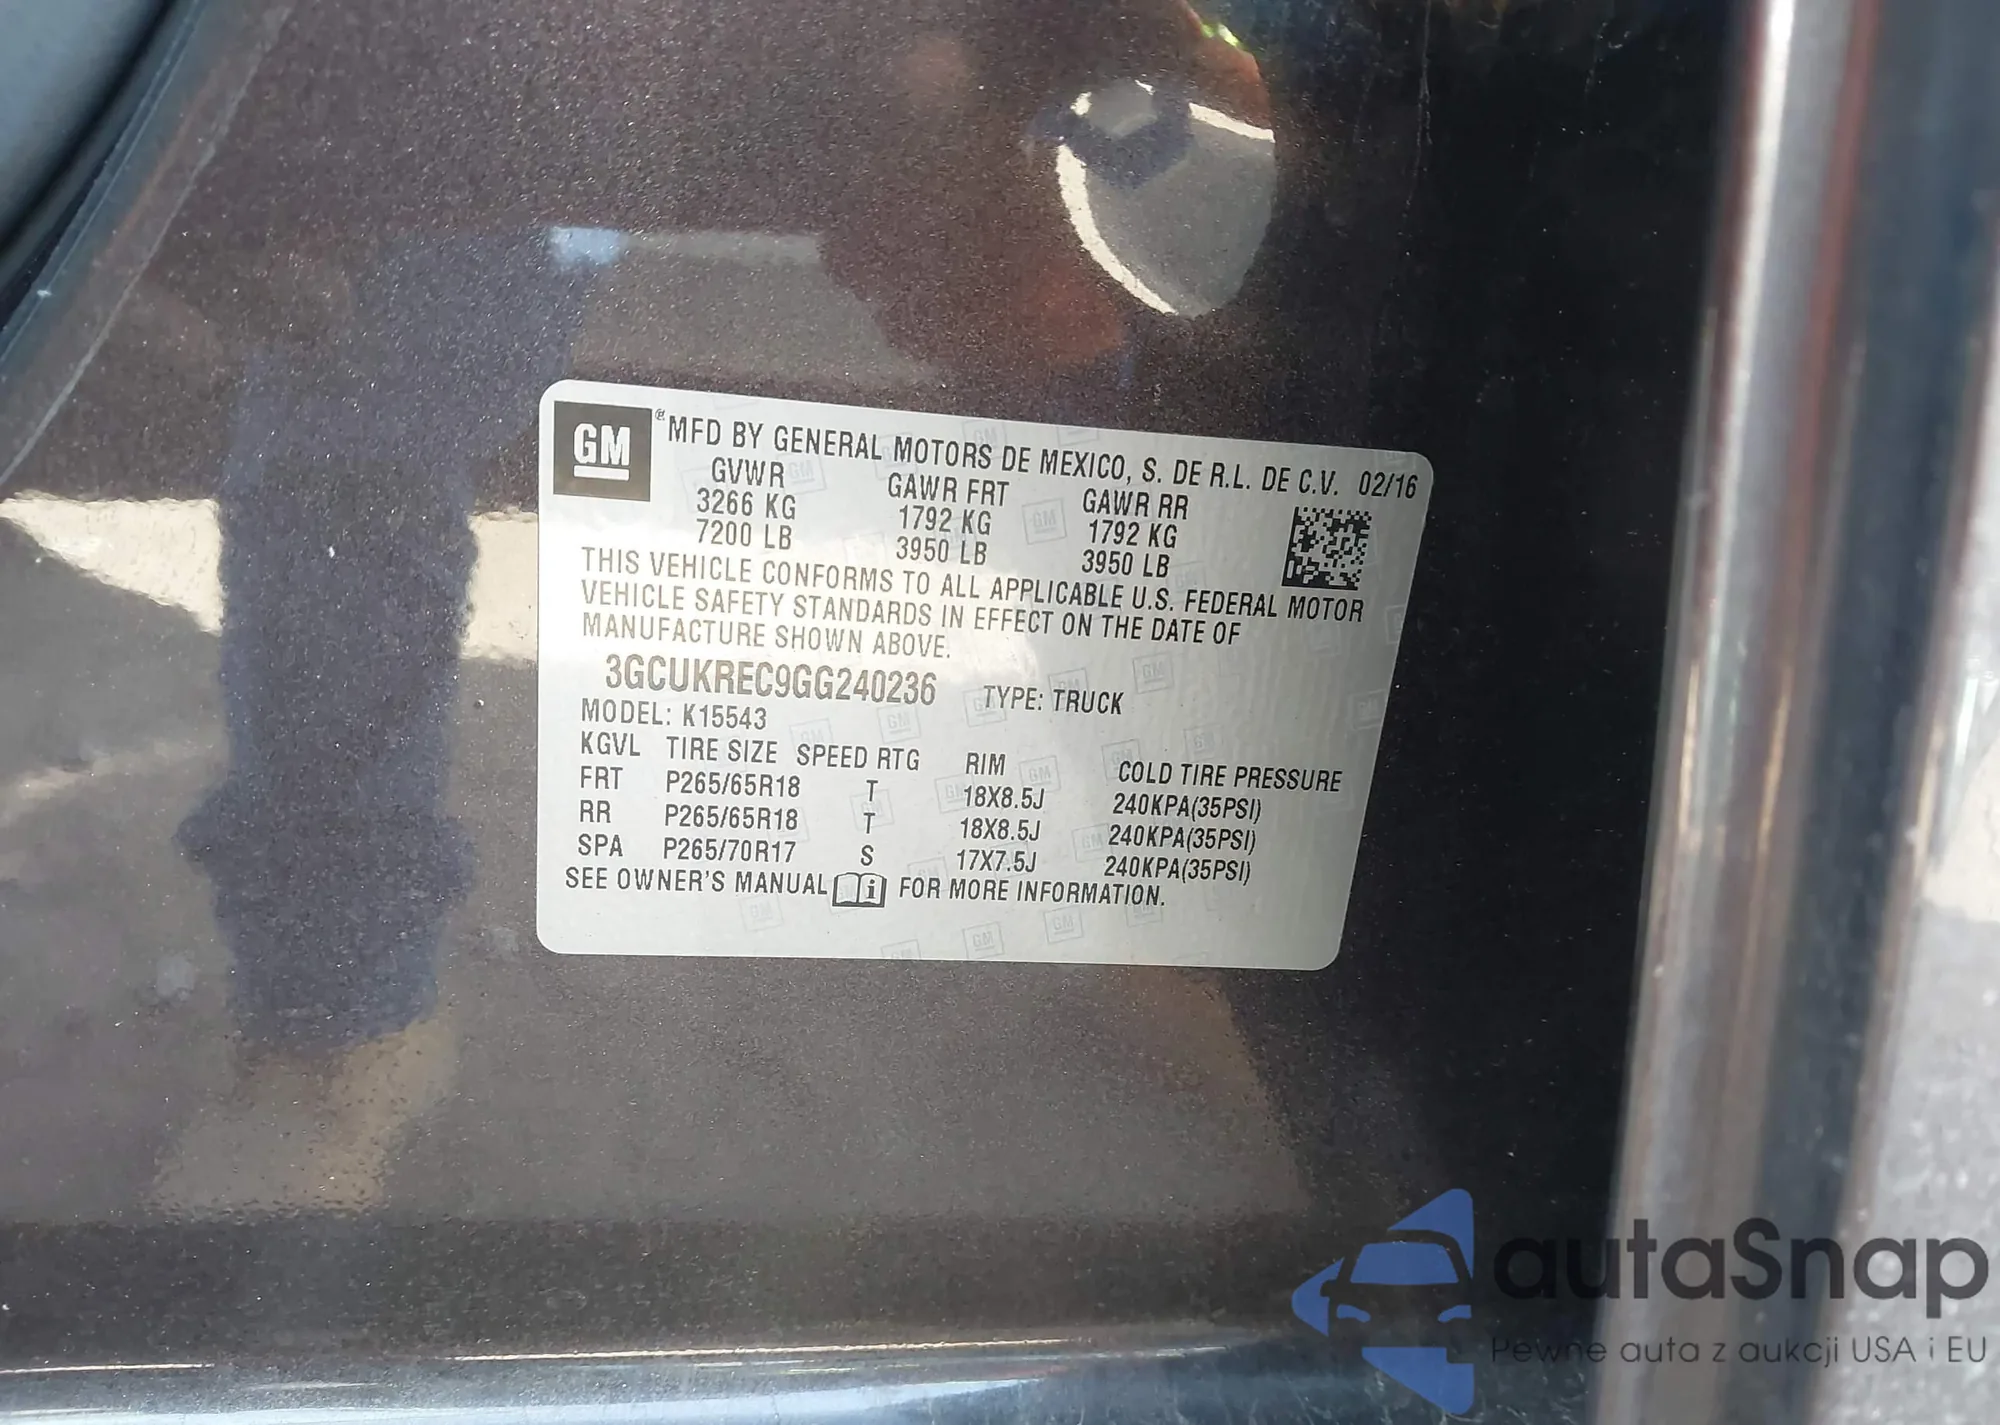 GM MFD BY GENERAL MOTORS DE MEXICO, S. DE R.L. DE C.V. 02/16
GVWR GAWR FRT GAWR RR
3266 KG 1792 KG 1792 KG
7200 LB 3950 LB 3950 LB
THIS VEHICLE CONFORMS TO ALL APPLICABLE U.S. FEDERAL MOTOR
VEHICLE SAFETY STANDARDS IN EFFECT ON THE DATE OF
MANUFACTURE SHOWN ABOVE.
3GCUKREC9GG240236 TYPE: TRUCK
MODEL: K15543
KGVL TIRE SIZE SPEED RTG RIM COLD TIRE PRESSURE
FRT P265/65R18 T 18X8.5J 240KPA(35PSI)
RR P265/65R18 T 18X8.5J 240KPA(35PSI)
SPA P265/70R17 S 17X7.5J 240KPA(35PSI)
SEE OWNER'S MANUAL i FOR MORE INFORMATION.
autaSnap
Pewne auta z aukcji USA i EU